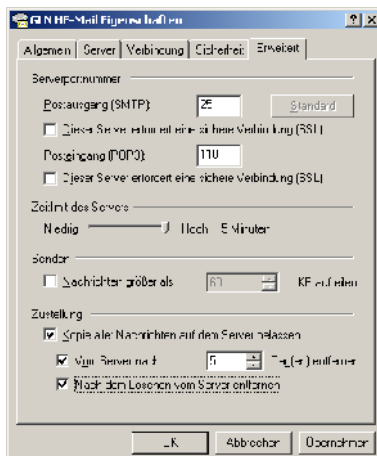 GLN HE-Mail Eigenschaften
Allgemein Server Verbindung Sicherheit Erweitert
Serverportnummer
Postausgang (SMTP): 25 Standard
Dieser Server erfordert eine sichere Verbindung (SSL)
Posteingang (POP3): 110
Dieser Server erfordert eine sichere Verbindung (SSL)
Zeitlimit des Servers
Niedrig Hoch 5 Minuten
Senden
Nachrichten größer als 60 KB aufteilen
Zustellung
Kopie aller Nachrichten auf dem Server belassen
Vom Server nach 5 Tag(en) entfernen
Nach dem Löschen vom Server entfernen
OK Abbrechen Übernehmen